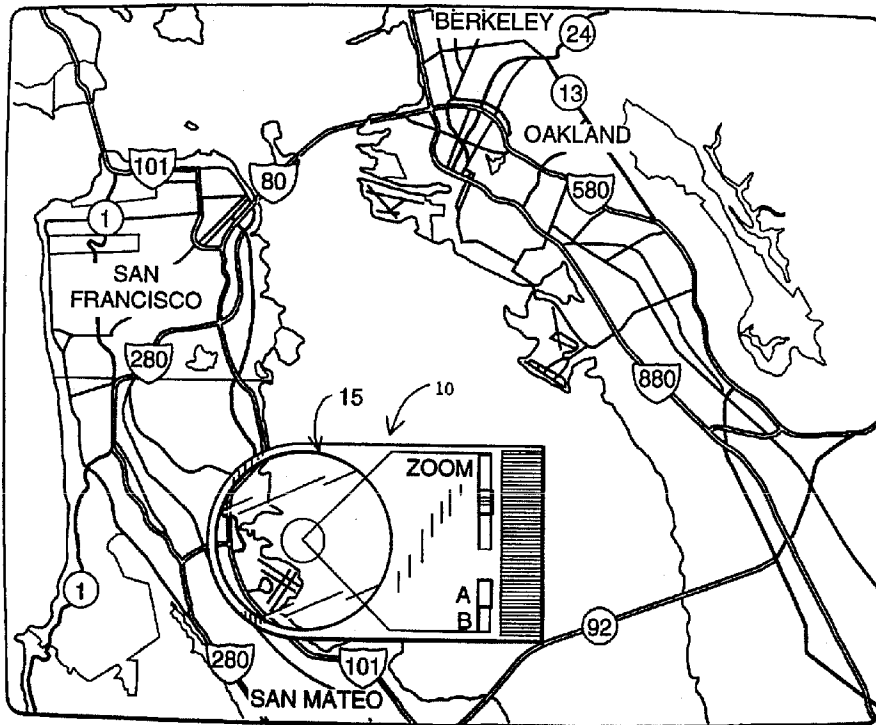 BERKELEY
24
13
OAKLAND
101
80
580
1
SAN
FRANCISCO
280
880
15
10
ZOOM
A
B
1
92
280
101
SAN MATEO